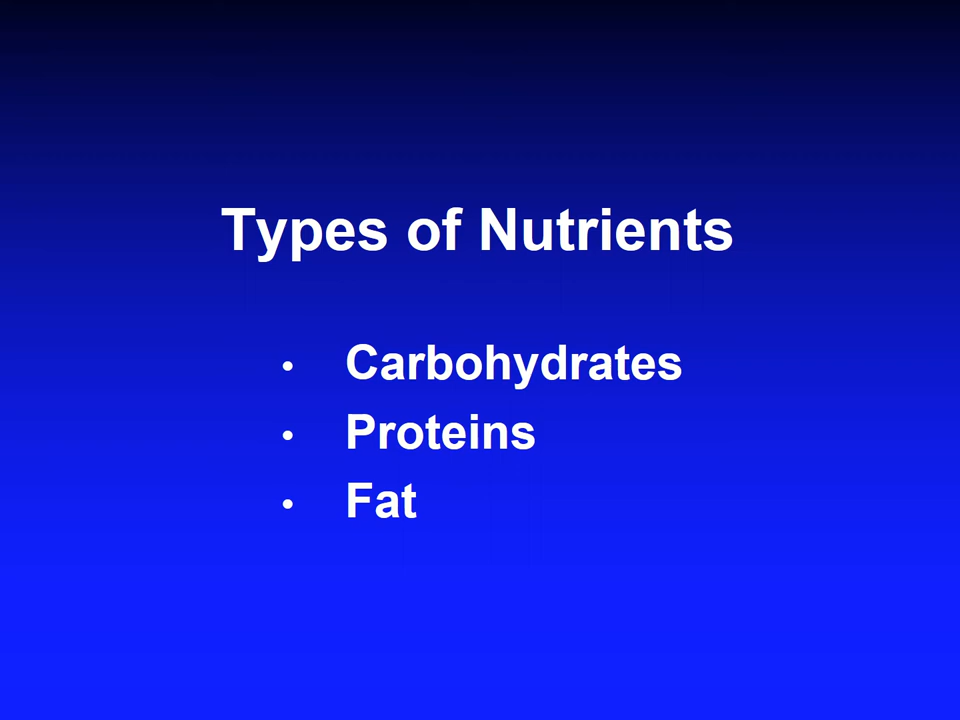 Types of Nutrients
• Carbohydrates
• Proteins
• Fat